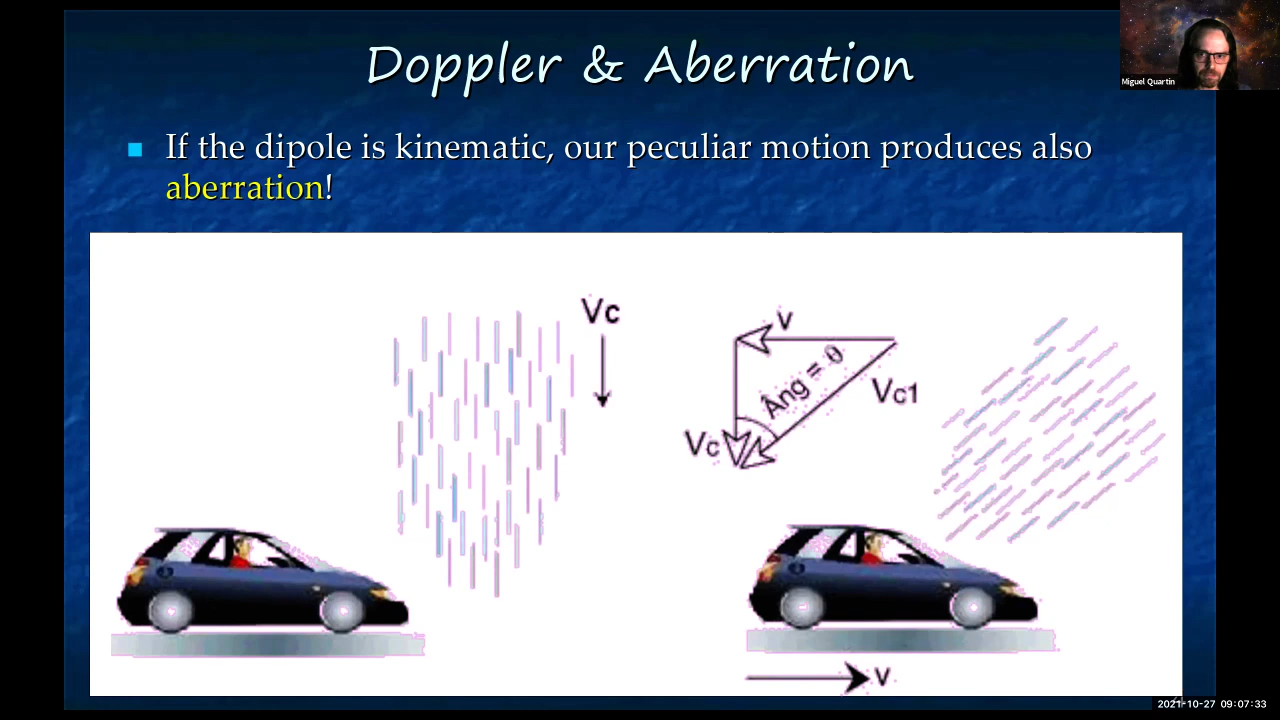 Doppler & Aberration
Miguel Quartin
If the dipole is kinematic, our peculiar motion produces also
aberration!
Vc
v
Âng = θ
Vc1
Vc
v
2021-10-27 09:07:33